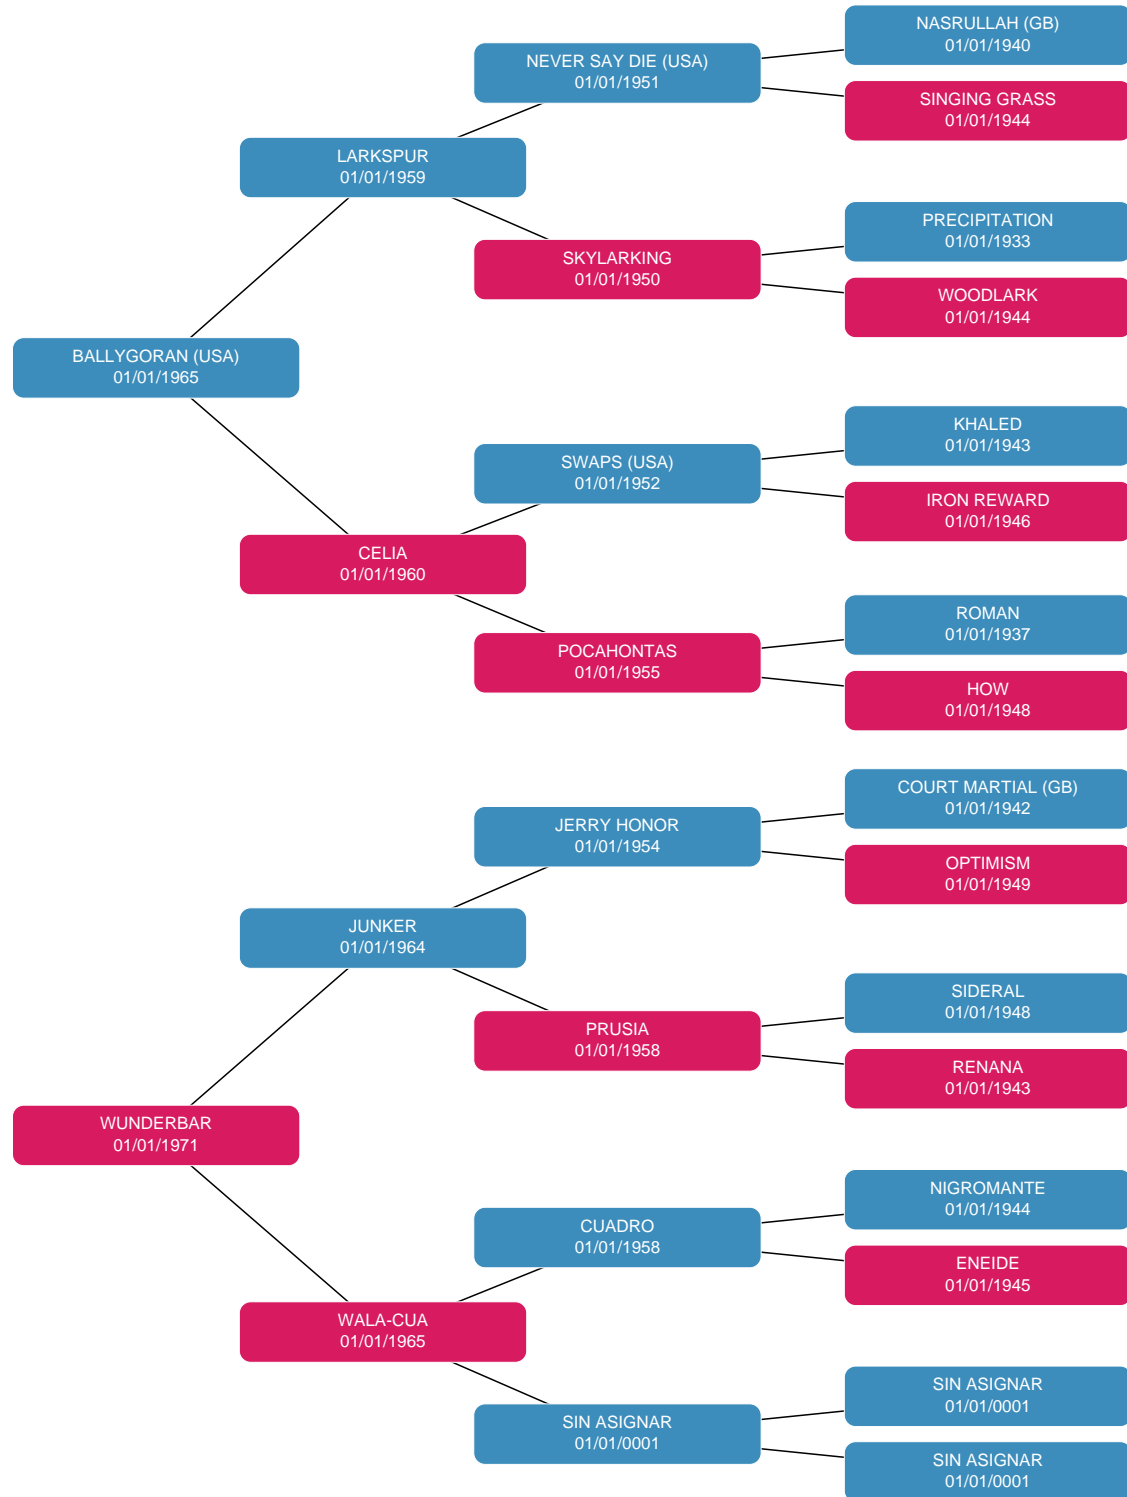 NASRULLAH (GB)
01/01/1940
NEVER SAY DIE (USA)
01/01/1951
SINGING GRASS
01/01/1944
LARKSPUR
01/01/1959
PRECIPITATION
01/01/1933
SKYLARKING
01/01/1950
WOODLARK
01/01/1944
BALLYGORAN (USA)
01/01/1965
KHALED
01/01/1943
SWAPS (USA)
01/01/1952
IRON REWARD
01/01/1946
CELIA
01/01/1960
ROMAN
01/01/1937
POCAHONTAS
01/01/1955
HOW
01/01/1948
COURT MARTIAL (GB)
01/01/1942
JERRY HONOR
01/01/1954
OPTIMISM
01/01/1949
JUNKER
01/01/1964
SIDERAL
01/01/1948
PRUSIA
01/01/1958
RENANA
01/01/1943
WUNDERBAR
01/01/1971
NIGROMANTE
01/01/1944
CUADRO
01/01/1958
ENEIDE
01/01/1945
WALA-CUA
01/01/1965
SIN ASIGNAR
01/01/0001
SIN ASIGNAR
01/01/0001
SIN ASIGNAR
01/01/0001